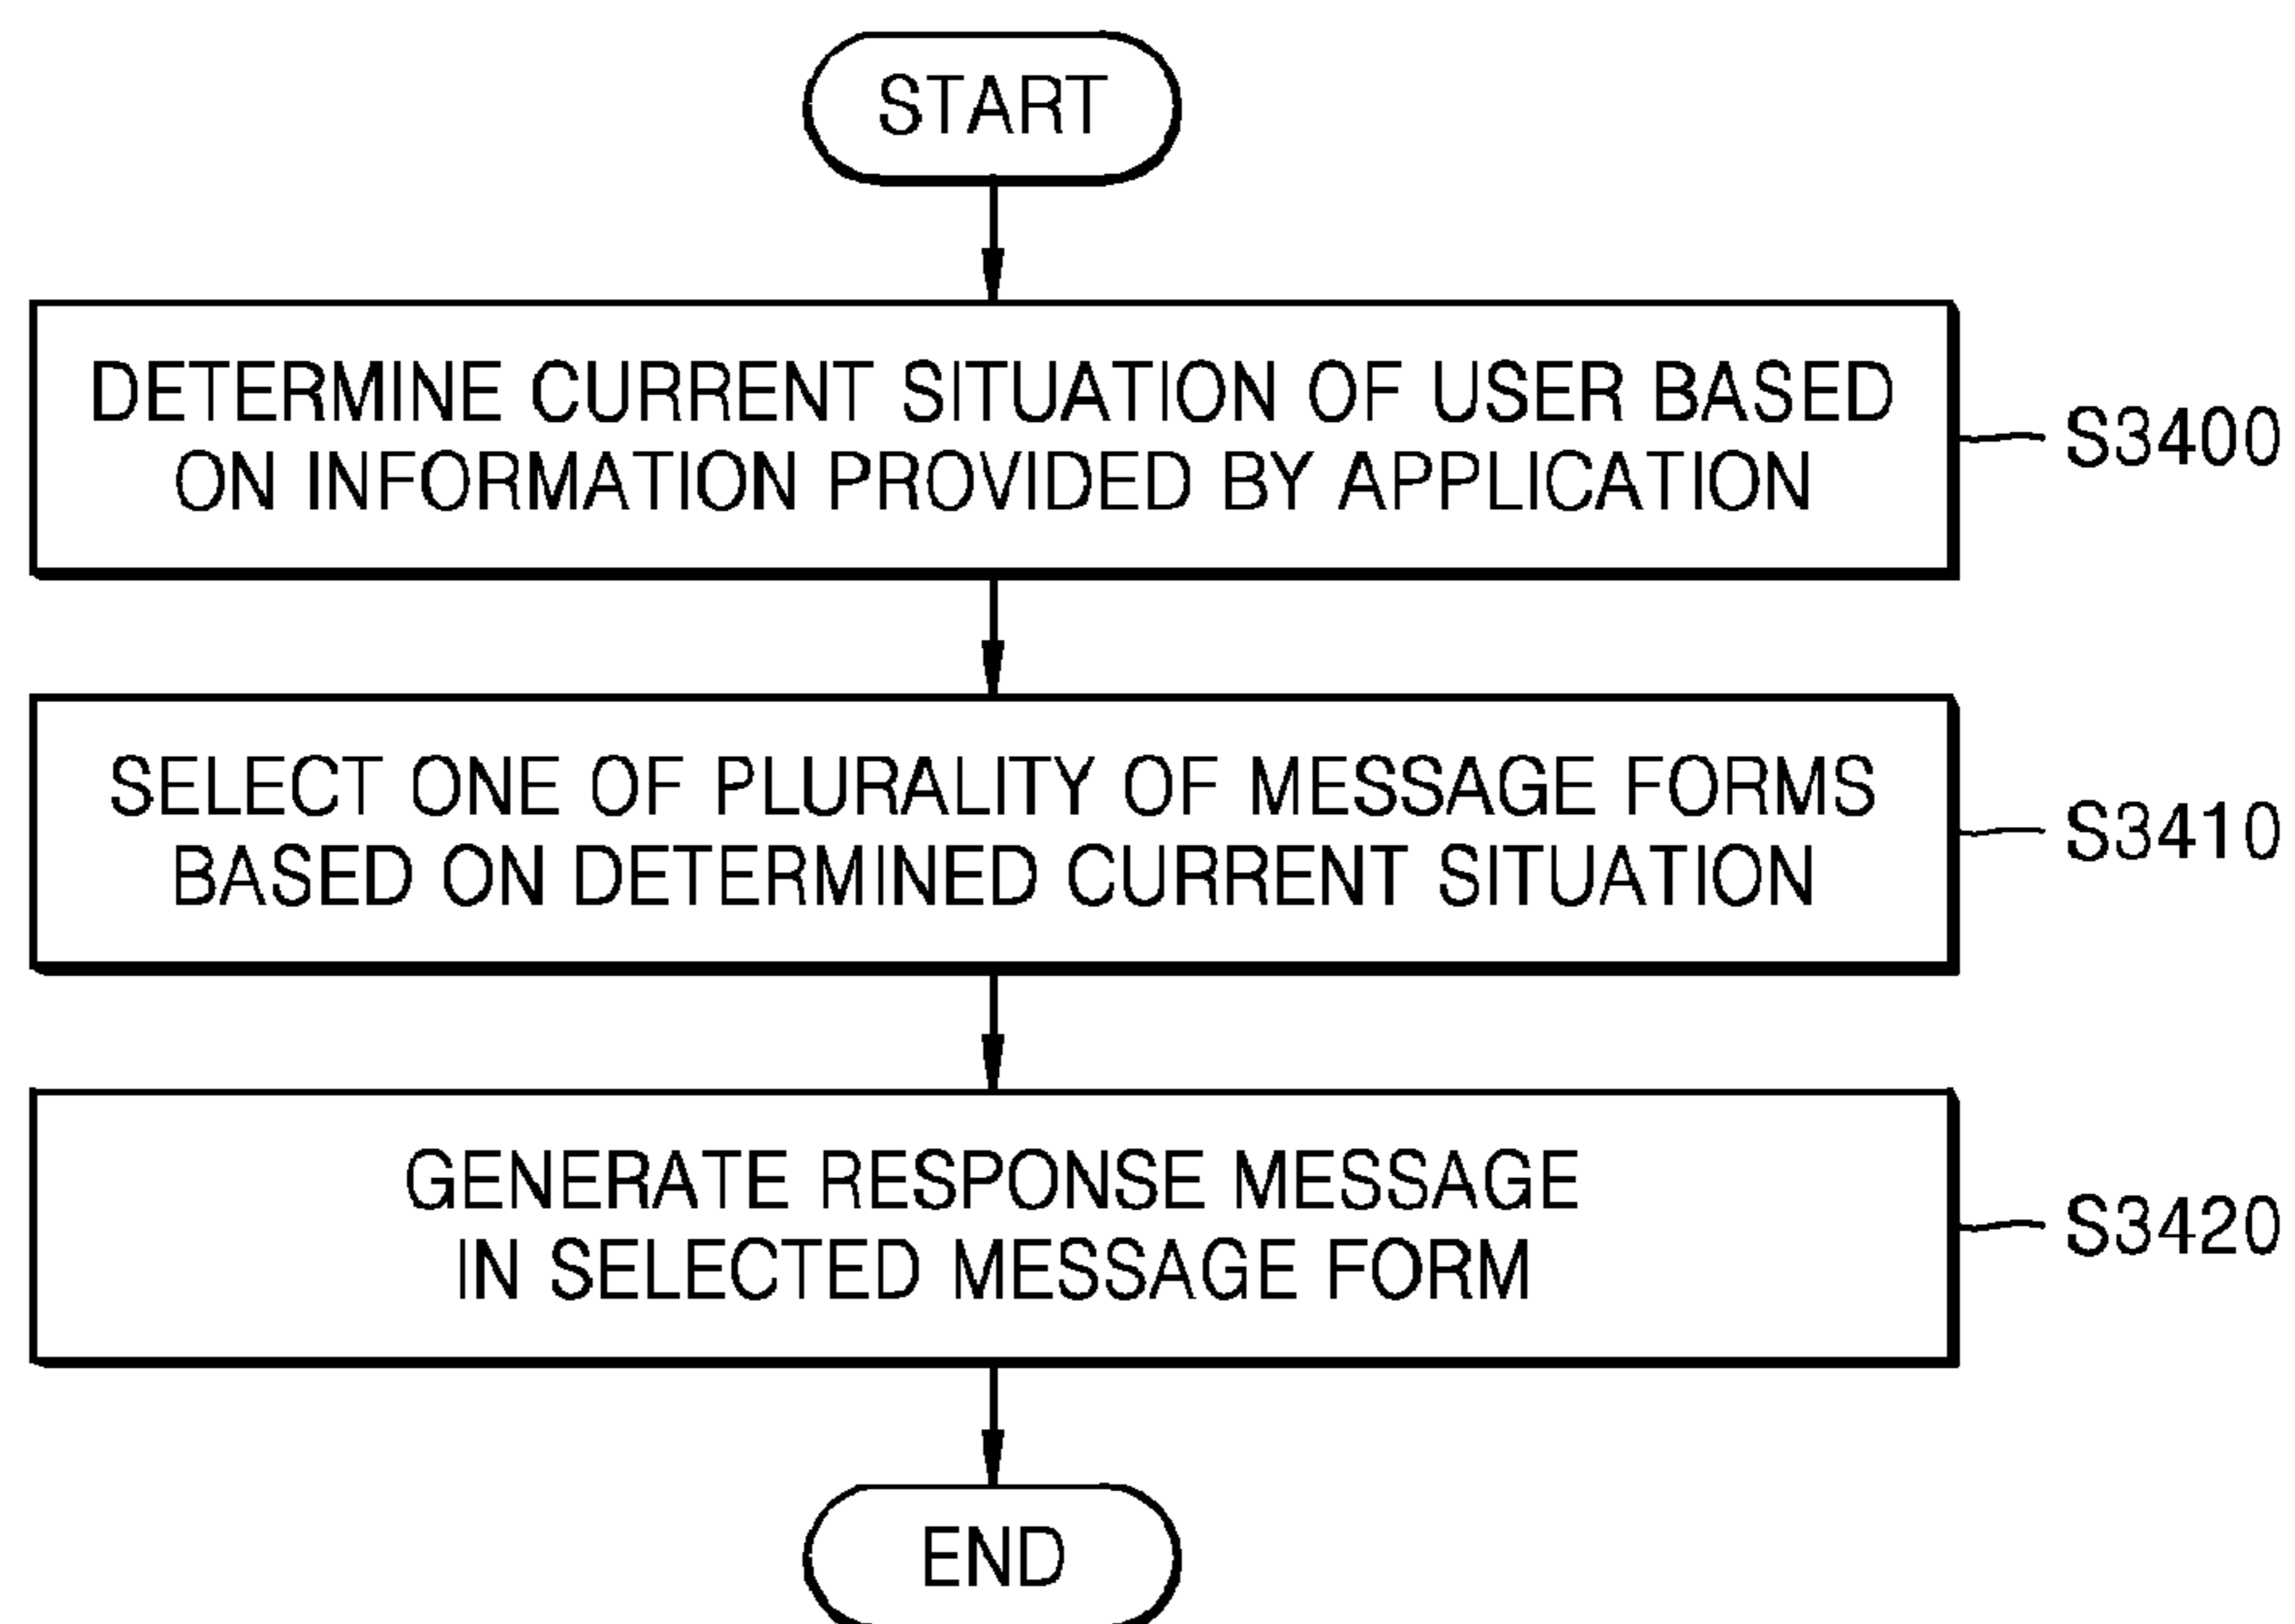 START
DETERMINE CURRENT SITUATION OF USER BASED
ON INFORMATION PROVIDED BY APPLICATION
S3400
SELECT ONE OF PLURALITY OF MESSAGE FORMS
BASED ON DETERMINED CURRENT SITUATION
S3410
GENERATE RESPONSE MESSAGE
IN SELECTED MESSAGE FORM
S3420
END